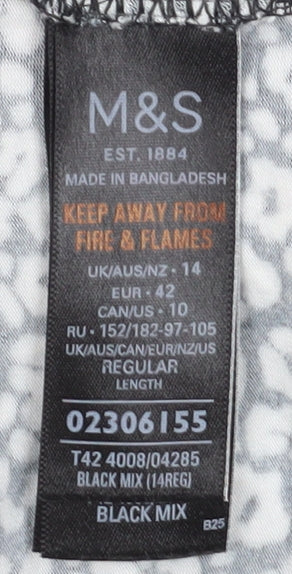 M&S
EST. 1884
MADE IN BANGLADESH
KEEP AWAY FROM
FIRE & FLAMES
UK/AUS/NZ • 14
EUR • 42
CAN/US • 10
RU • 152/182-97-105
UK/AUS/CAN/EUR/NZ/US
REGULAR
LENGTH
02306155
T42 4008/04285
BLACK MIX (14REG)
BLACK MIX
B25